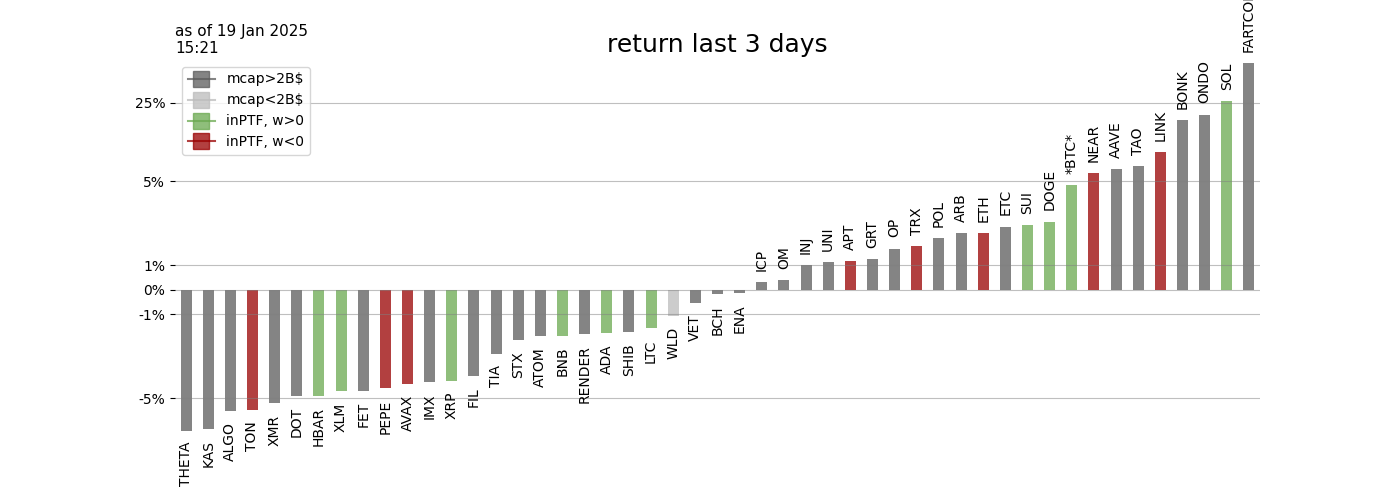 as of 19 Jan 2025
15:21
return last 3 days
mcap>2B$
mcap<2B$
inPTF, w>0
inPTF, w<0
25%
5%
1%
0%
-1%
-5%
THETA
KAS
ALGO
TON
XMR
DOT
HBAR
XLM
FET
PEPE
AVAX
IMX
XRP
FIL
TIA
STX
ATOM
BNB
RENDER
ADA
SHIB
LTC
WLD
VET
BCH
ENA
ICP
OM
INJ
UNI
APT
GRT
OP
TRX
POL
ARB
ETH
ETC
SUI
DOGE
*BTC*
NEAR
AAVE
TAO
LINK
BONK
ONDO
SOL